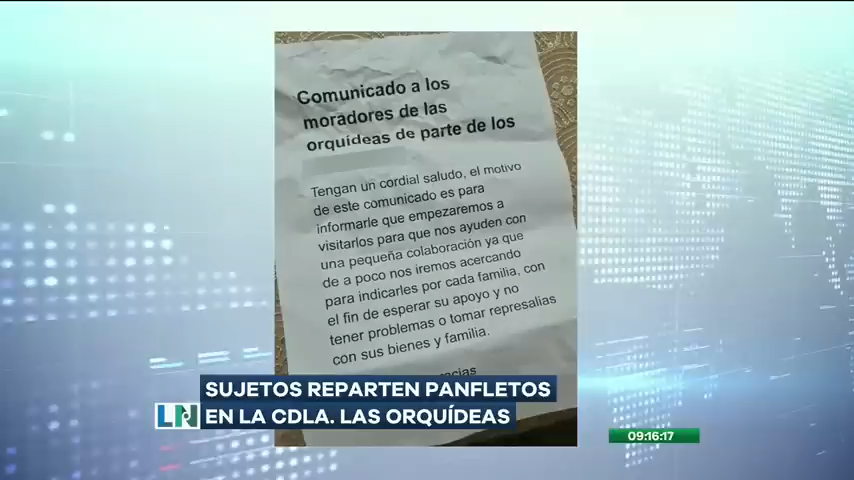 Comunicado a los
moradores de las
orquídeas de parte de los
Tengan un cordial saludo, el motivo
de este comunicado es para
informarle que empezaremos a
visitarlos para que nos ayuden con
una pequeña colaboración ya que
de a poco nos iremos acercando
para indicarles por cada familia, con
el fin de esperar su apoyo y no
tener problemas o tomar represalias
con sus bienes y familia.
SUJETOS REPARTEN PANFLETOS
LN EN LA CDLA. LAS ORQUÍDEAS
09:16:17